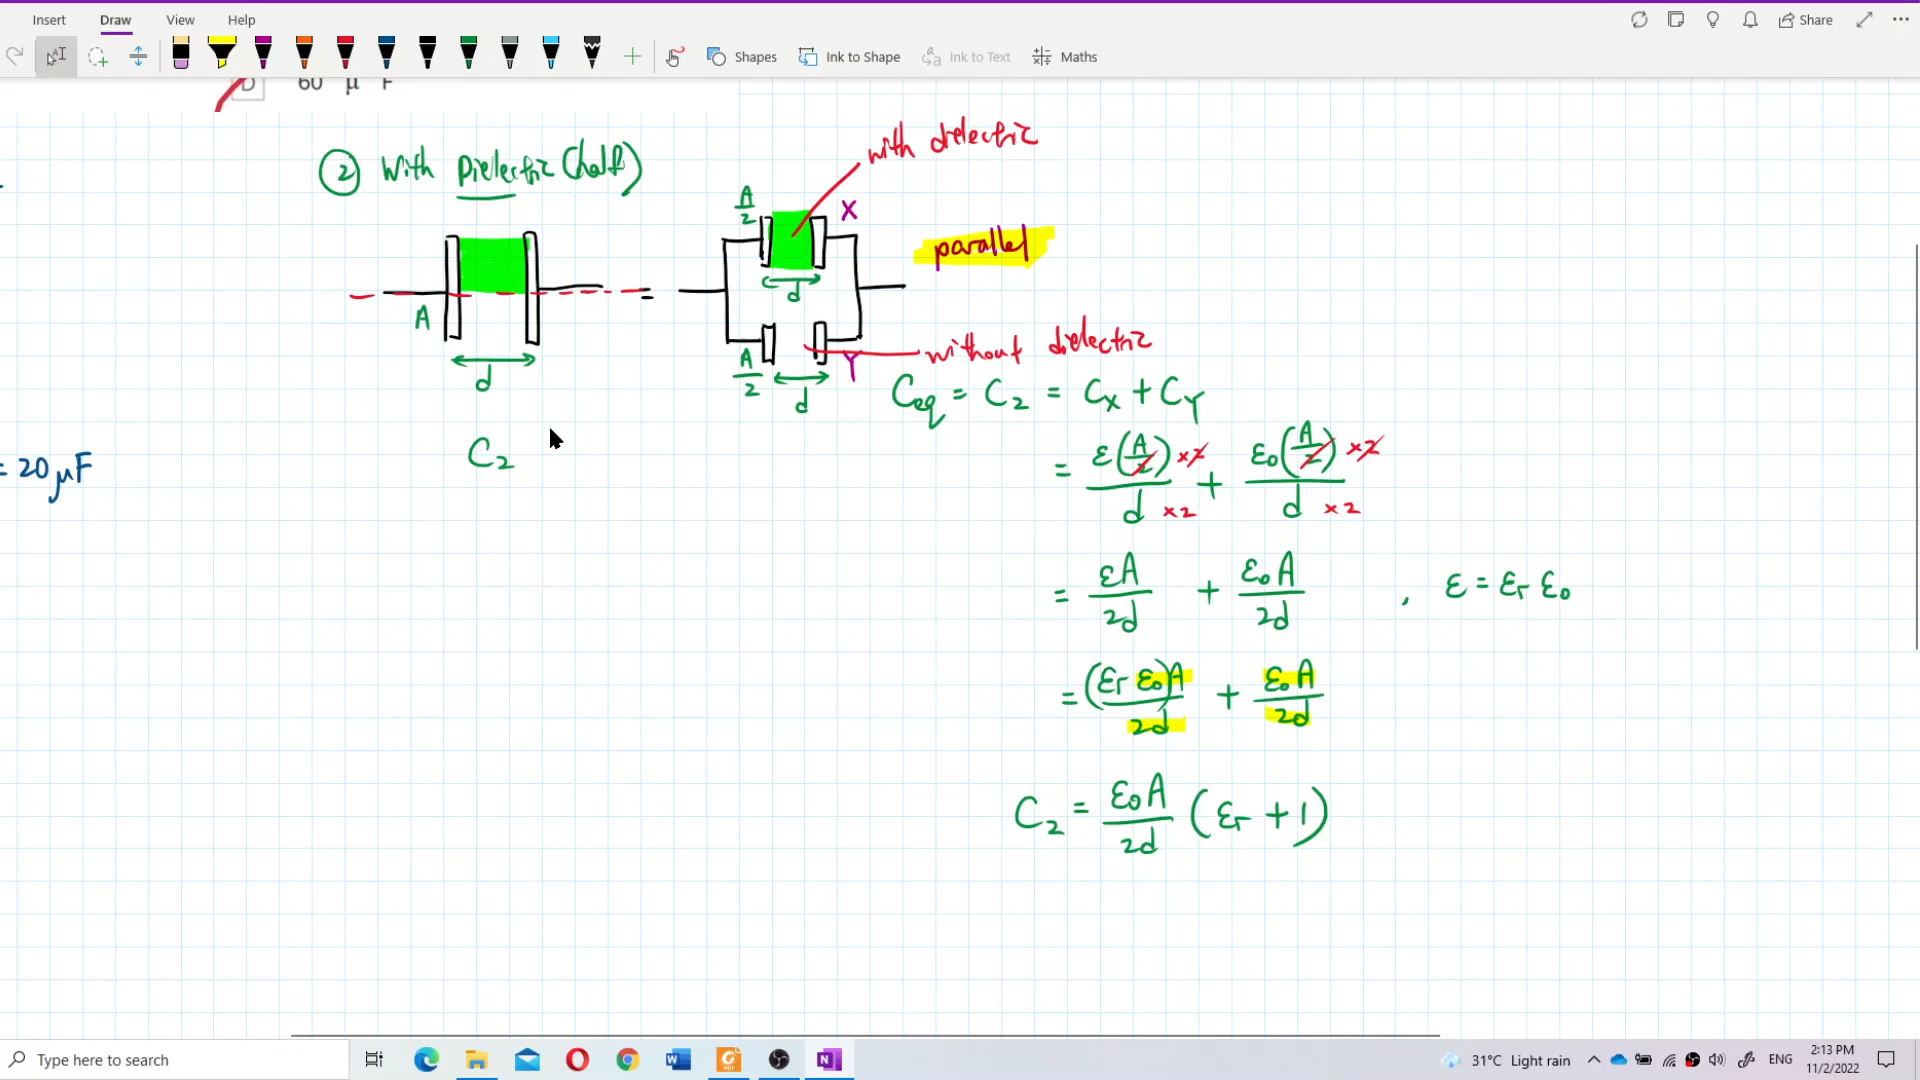 Insert Draw View Help
Share
Shapes Ink to Shape Ink to Text Maths
D 60 μ F
② With Dielectric (half)
with dielectric
A/2
X
parallel
d
=
A
d
without dielectric
A/2
d
Y
C₂
= 20 μF
Ceq = C₂ = Cx + CY
= ε(A/2) ×2 / d ×2 + ε₀(A/2) ×2 / d ×2
= εA/2d + ε₀A/2d , ε = εr ε₀
= (εr ε₀)A/2d + ε₀A/2d
C₂ = ε₀A/2d (εr + 1)
Type here to search
31°C Light rain
ENG
2:13 PM
11/2/2022